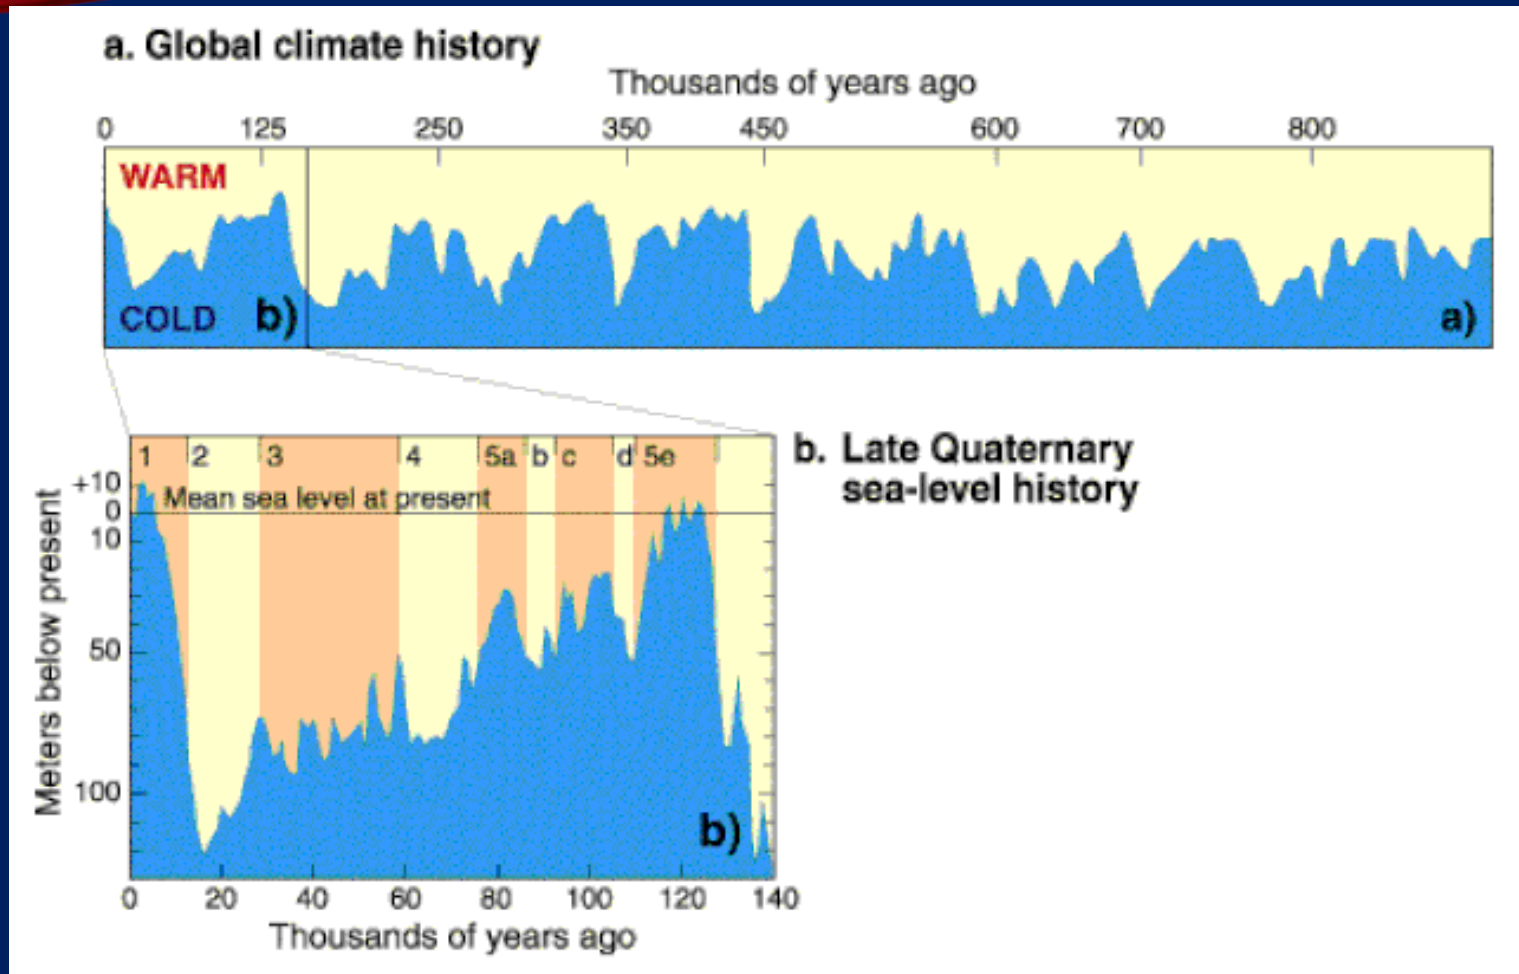 a. Global climate history
Thousands of years ago
0 125 250 350 450 600 700 800
WARM
COLD b) a)
b. Late Quaternary
sea-level history
1 2 3 4 5a b c d 5e
Mean sea level at present
+10
0
10
50
100
Meters below present
b)
0 20 40 60 80 100 120 140
Thousands of years ago